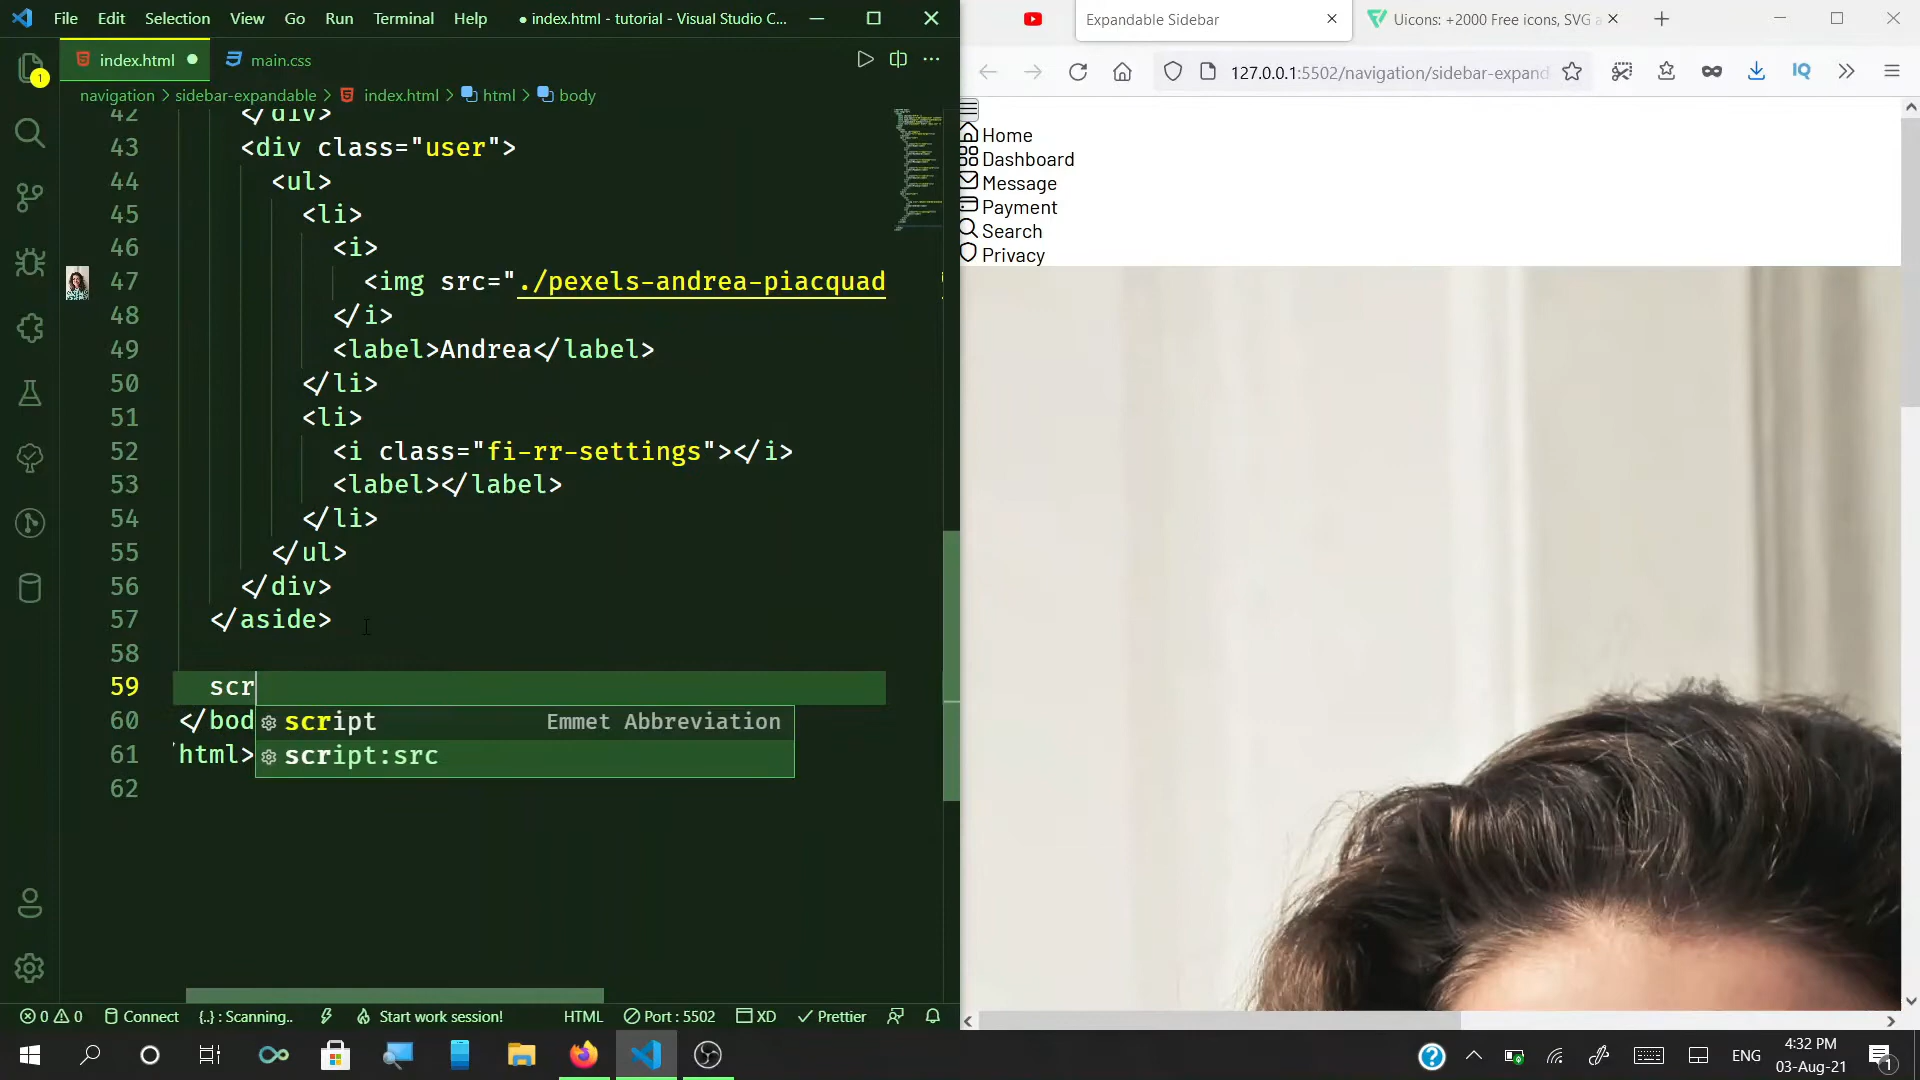 File Edit Selection View Go Run Terminal Help
● index.html - tutorial - Visual Studio C...
index.html ●
main.css
navigation > sidebar-expandable > index.html > html > body
42 </div>
43 <div class="user">
44 <ul>
45 <li>
46 <i>
47 <img src="./pexels-andrea-piacquad
48 </i>
49 <label>Andrea</label>
50 </li>
51 <li>
52 <i class="fi-rr-settings"></i>
53 <label></label>
54 </li>
55 </ul>
56 </div>
57 </aside>
58
59 scr
60 </bod
script Emmet Abbreviation
61 html>
script:src
62
1
0 0 Connect {..} : Scanning.. Start work session! HTML Port : 5502 XD Prettier
Expandable Sidebar
Uicons: +2000 Free icons, SVG a
127.0.0.1:5502/navigation/sidebar-expand
IQ
Home
Dashboard
Message
Payment
Search
Privacy
ENG
4:32 PM
03-Aug-21
1